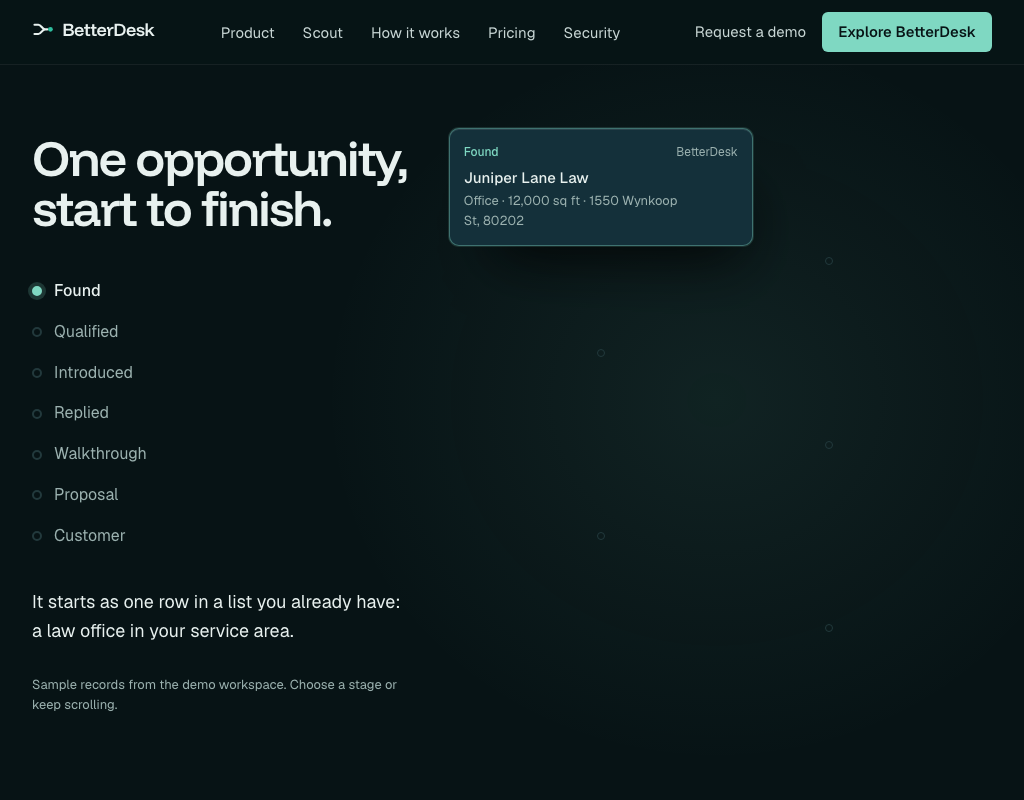 BetterDesk
Product
Scout
How it works
Pricing
Security
Request a demo
Explore BetterDesk
One opportunity,
start to finish.
Found
Qualified
Introduced
Replied
Walkthrough
Proposal
Customer
It starts as one row in a list you already have:
a law office in your service area.
Sample records from the demo workspace. Choose a stage or
keep scrolling.
Found
BetterDesk
Juniper Lane Law
Office · 12,000 sq ft · 1550 Wynkoop
St, 80202